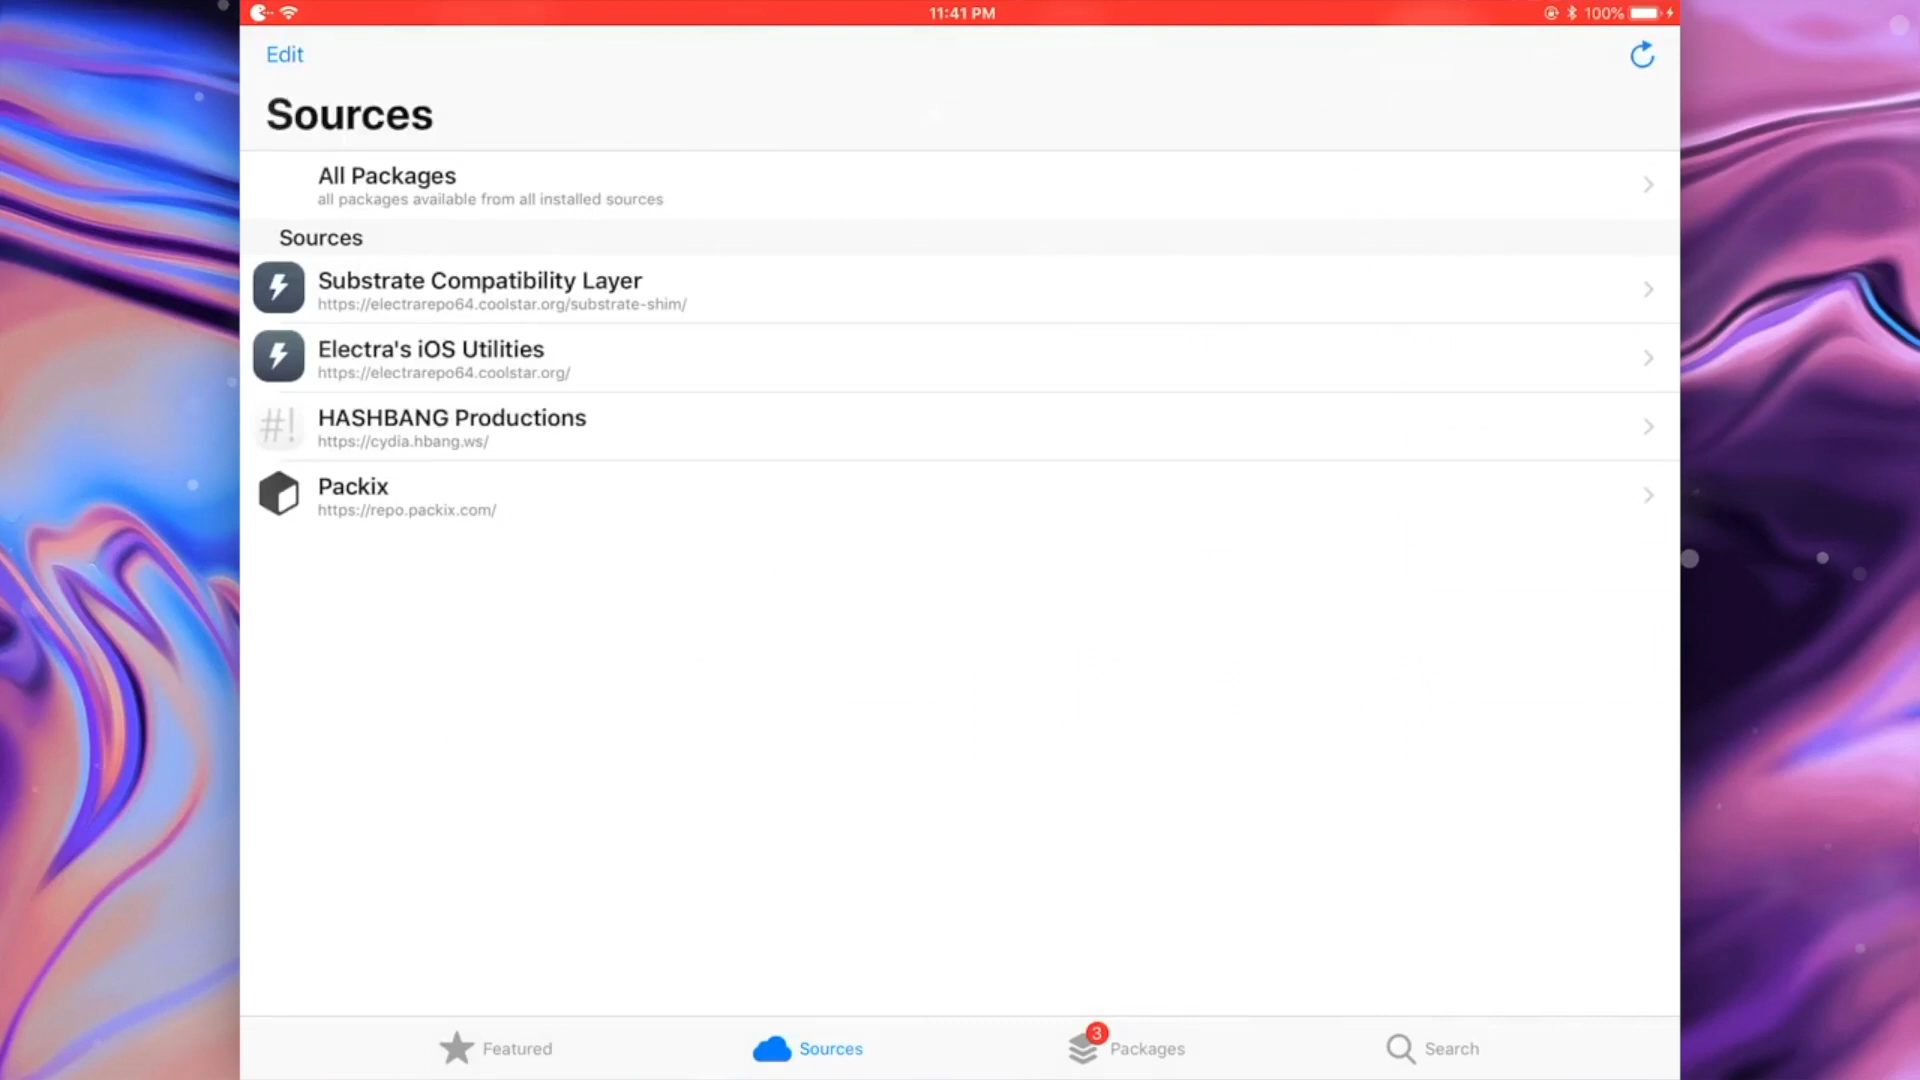 11:41 PM
100%
Edit
Sources
All Packages
all packages available from all installed sources
Sources
Substrate Compatibility Layer
https://electrarepo64.coolstar.org/substrate-shim/
Electra's iOS Utilities
https://electrarepo64.coolstar.org/
#!
HASHBANG Productions
https://cydia.hbang.ws/
Packix
https://repo.packix.com/
Featured
Sources
3
Packages
Search